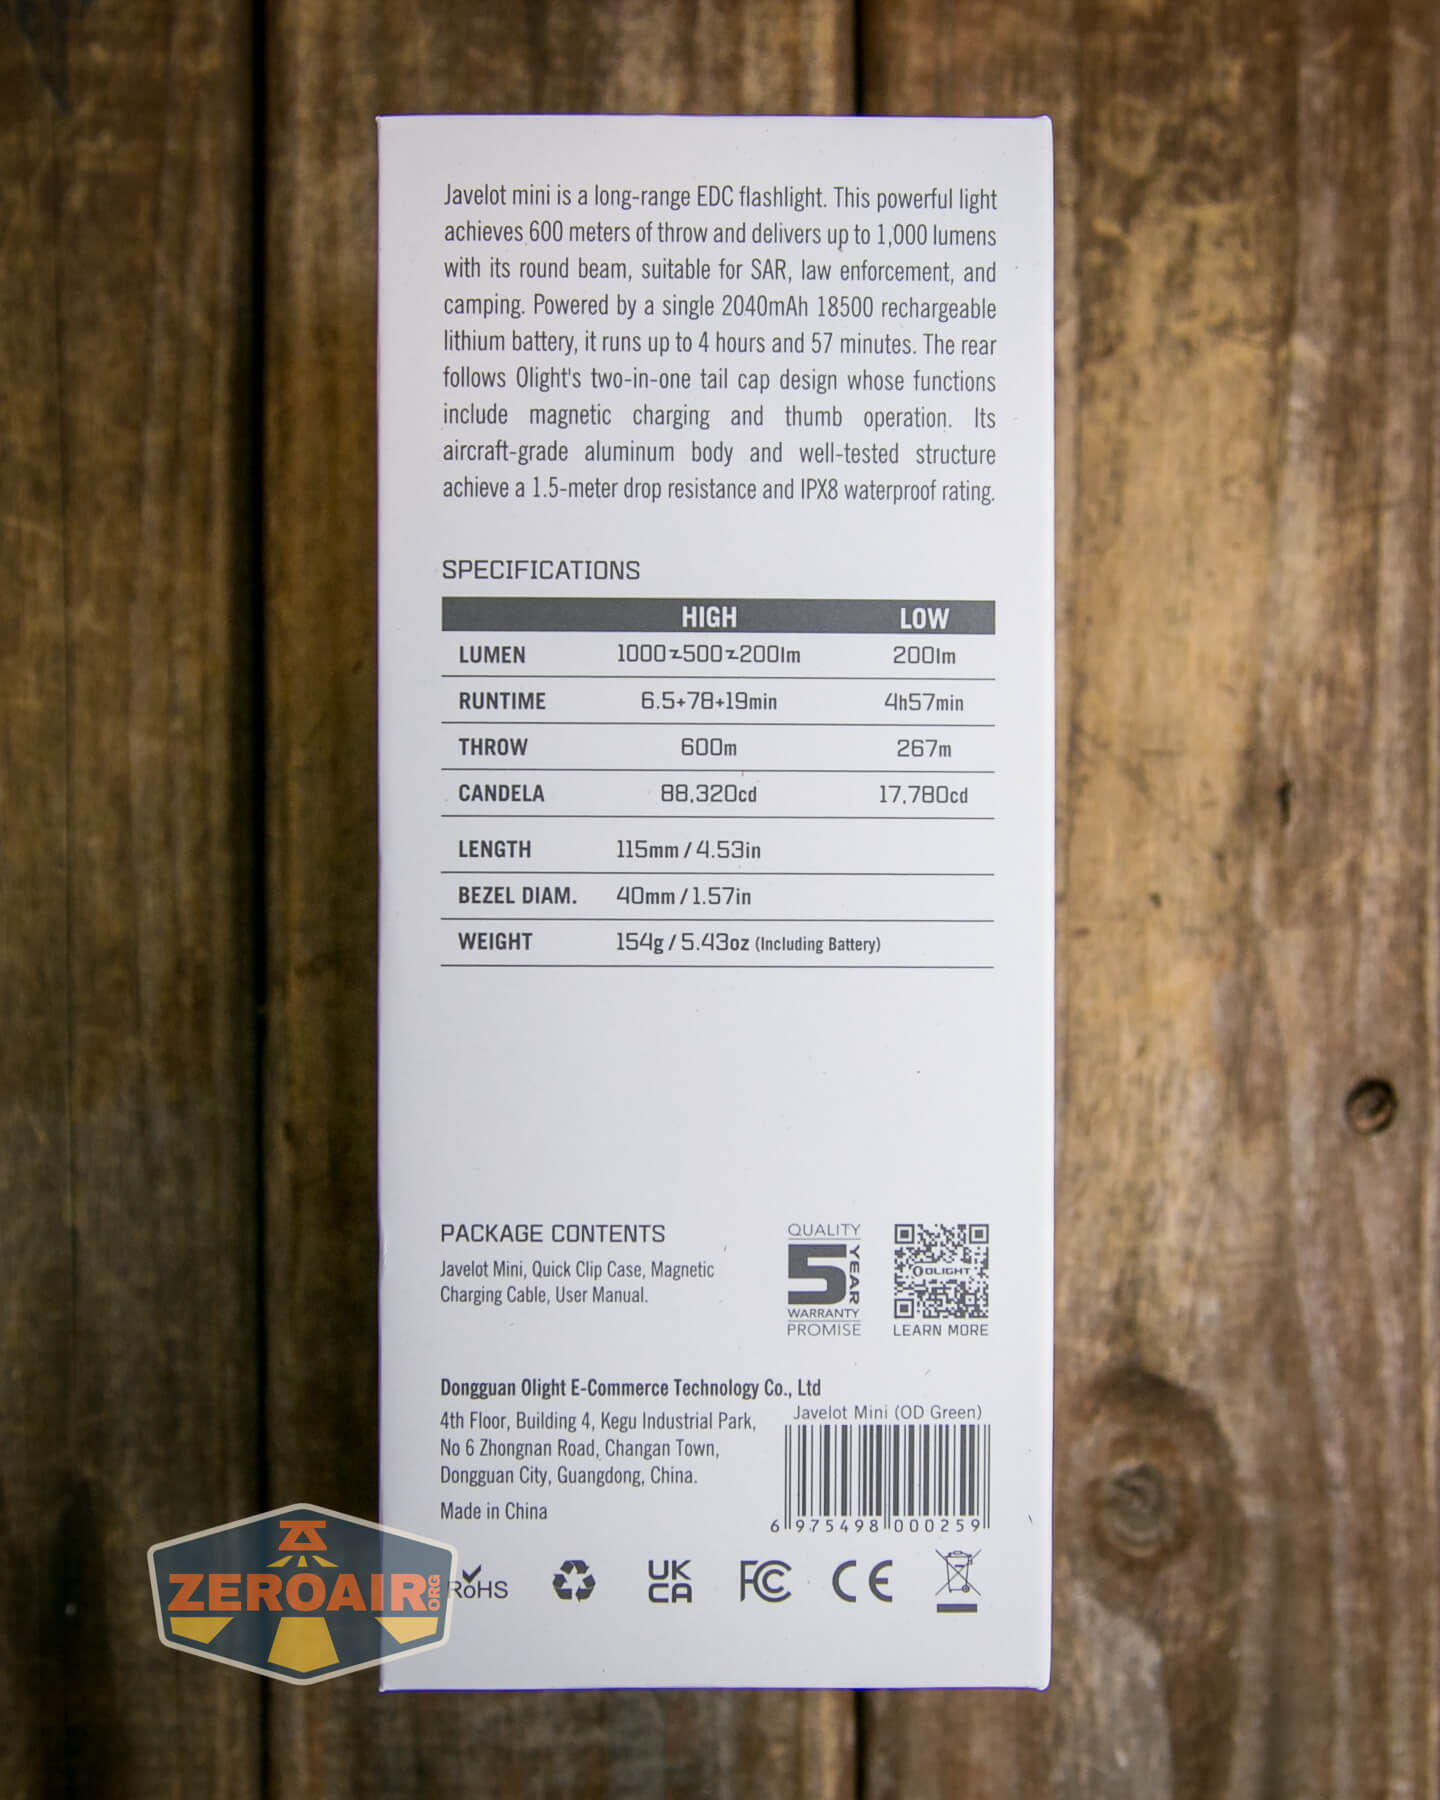 Javelot mini is a long-range EDC flashlight. This powerful light
achieves 600 meters of throw and delivers up to 1,000 lumens
with its round beam, suitable for SAR, law enforcement, and
camping. Powered by a single 2040mAh 18500 rechargeable
lithium battery, it runs up to 4 hours and 57 minutes. The rear
follows Olight's two-in-one tail cap design whose functions
include magnetic charging and thumb operation. Its
aircraft-grade aluminum body and well-tested structure
achieve a 1.5-meter drop resistance and IPX8 waterproof rating.
SPECIFICATIONS
HIGH LOW
LUMEN 1000~500~200lm 200lm
RUNTIME 6.5+78+19min 4h57min
THROW 600m 267m
CANDELA 88,320cd 17,780cd
LENGTH 115mm / 4.53in
BEZEL DIAM. 40mm / 1.57in
WEIGHT 154g / 5.43oz (Including Battery)
PACKAGE CONTENTS
Javelot Mini, Quick Clip Case, Magnetic
Charging Cable, User Manual.
QUALITY
5 YEAR
WARRANTY
PROMISE
OLIGHT
LEARN MORE
Dongguan Olight E-Commerce Technology Co., Ltd
4th Floor, Building 4, Kegu Industrial Park,
No 6 Zhongnan Road, Changan Town,
Dongguan City, Guangdong, China.
Made in China
Javelot Mini (OD Green)
6 975498 000259
RoHS
UK
CA
FC
CE
ZEROAIR.ORG